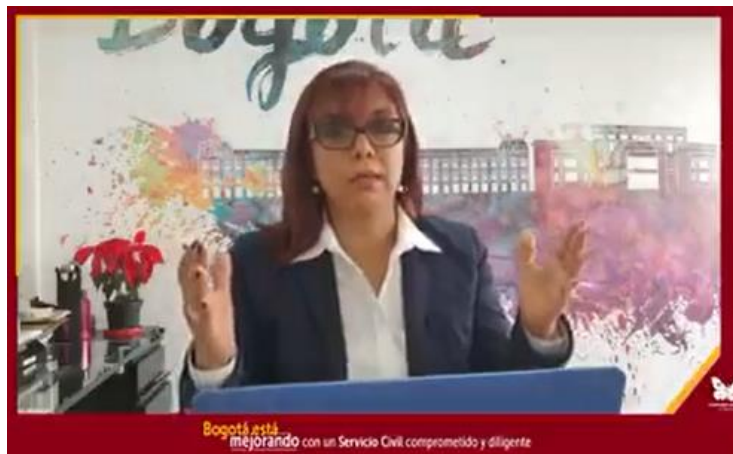 Bogotá
Bogotá está
mejorando con un Servicio Civil comprometido y diligente